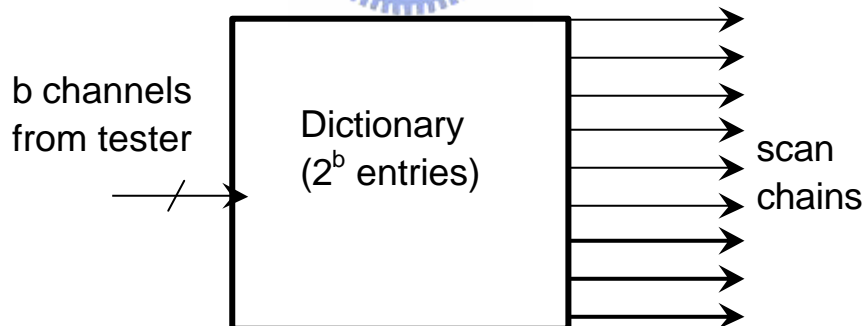 b channels
from tester
Dictionary
(2^b entries)
scan
chains